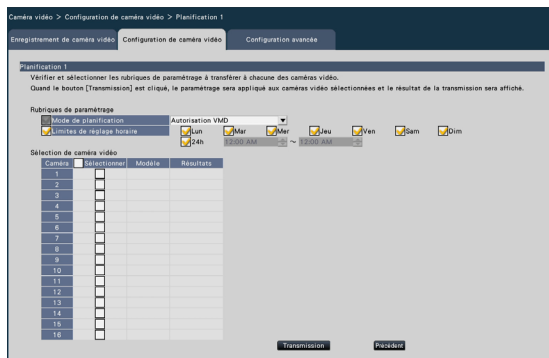 Caméra vidéo > Configuration de caméra vidéo > Planification 1
Enregistrement de caméra vidéo Configuration de caméra vidéo Configuration avancée
Planification 1
Vérifier et sélectionner les rubriques de paramétrage à transférer à chacune des caméras vidéo.
Quand le bouton [Transmission] est cliqué, le paramétrage sera appliqué aux caméras vidéo sélectionnées et le résultat de la transmission sera affiché.
Rubriques de paramétrage
Mode de planification Autorisation VMD
Limites de réglage horaire Lun Mar Mer Jeu Ven Sam Dim
24h 12:00 AM ~ 12:00 AM
Sélection de caméra vidéo
Caméra Sélectionner Modèle Résultats
1
2
3
4
5
6
7
8
9
10
11
12
13
14
15
16
Transmission Précédent